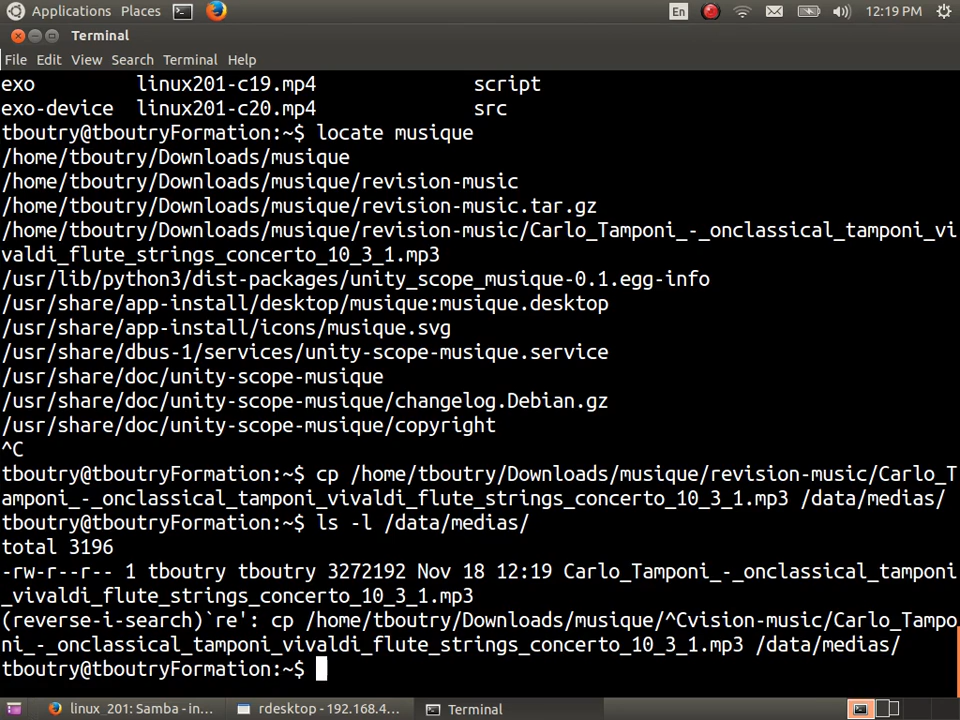 Applications Places En 12:19 PM
Terminal
File Edit View Search Terminal Help
exo linux201-c19.mp4 script
exo-device linux201-c20.mp4 src
tboutry@tboutryFormation:~$ locate musique
/home/tboutry/Downloads/musique
/home/tboutry/Downloads/musique/revision-music
/home/tboutry/Downloads/musique/revision-music.tar.gz
/home/tboutry/Downloads/musique/revision-music/Carlo_Tamponi_-_onclassical_tamponi_vi
valdi_flute_strings_concerto_10_3_1.mp3
/usr/lib/python3/dist-packages/unity_scope_musique-0.1.egg-info
/usr/share/app-install/desktop/musique:musique.desktop
/usr/share/app-install/icons/musique.svg
/usr/share/dbus-1/services/unity-scope-musique.service
/usr/share/doc/unity-scope-musique
/usr/share/doc/unity-scope-musique/changelog.Debian.gz
/usr/share/doc/unity-scope-musique/copyright
^C
tboutry@tboutryFormation:~$ cp /home/tboutry/Downloads/musique/revision-music/Carlo_T
amponi_-_onclassical_tamponi_vivaldi_flute_strings_concerto_10_3_1.mp3 /data/medias/
tboutry@tboutryFormation:~$ ls -l /data/medias/
total 3196
-rw-r--r-- 1 tboutry tboutry 3272192 Nov 18 12:19 Carlo_Tamponi_-_onclassical_tamponi
_vivaldi_flute_strings_concerto_10_3_1.mp3
(reverse-i-search)`re': cp /home/tboutry/Downloads/musique/^Cvision-music/Carlo_Tampo
ni_-_onclassical_tamponi_vivaldi_flute_strings_concerto_10_3_1.mp3 /data/medias/
tboutry@tboutryFormation:~$
linux_201: Samba - in... rdesktop - 192.168.4... Terminal